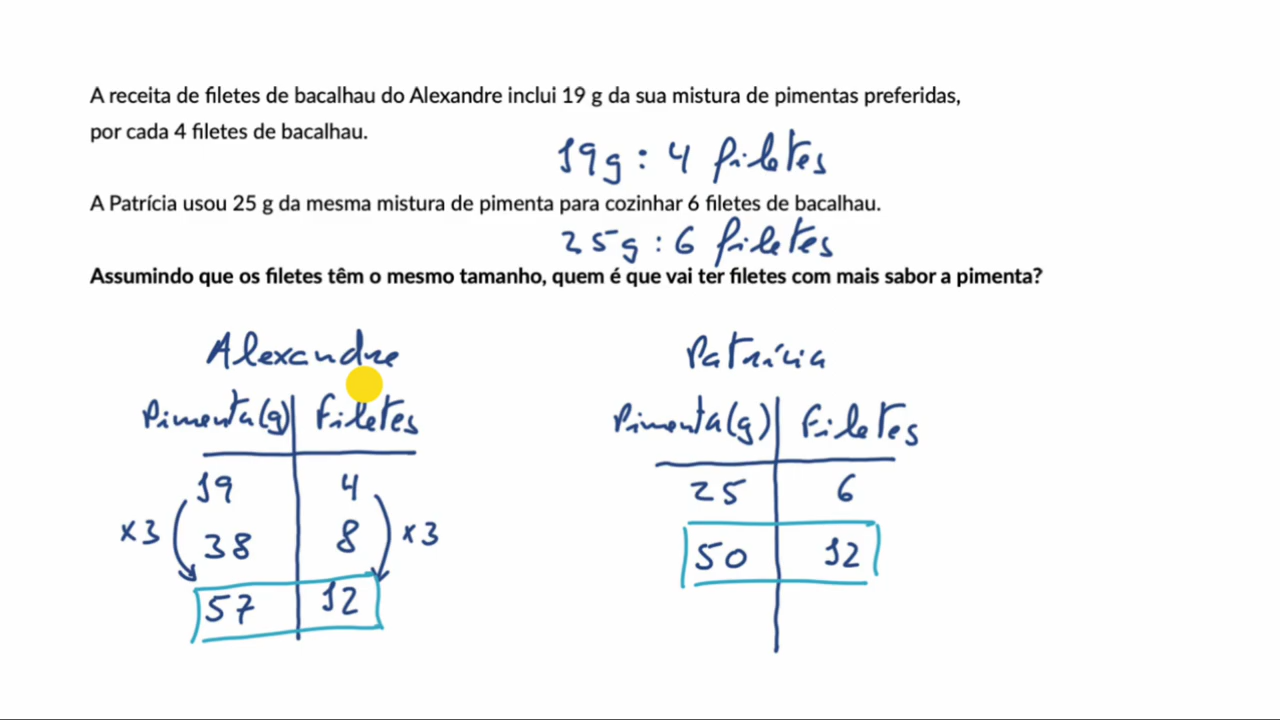 A receita de filetes de bacalhau do Alexandre inclui 19 g da sua mistura de pimentas preferidas,
por cada 4 filetes de bacalhau.
19g : 4 filetes
A Patrícia usou 25 g da mesma mistura de pimenta para cozinhar 6 filetes de bacalhau.
25g : 6 filetes
Assumindo que os filetes têm o mesmo tamanho, quem é que vai ter filetes com mais sabor a pimenta?
Alexandre
Pimenta(g) Filetes
19 4
x3 38 8 x3
57 12
Patrícia
Pimenta(g) Filetes
25 6
50 12